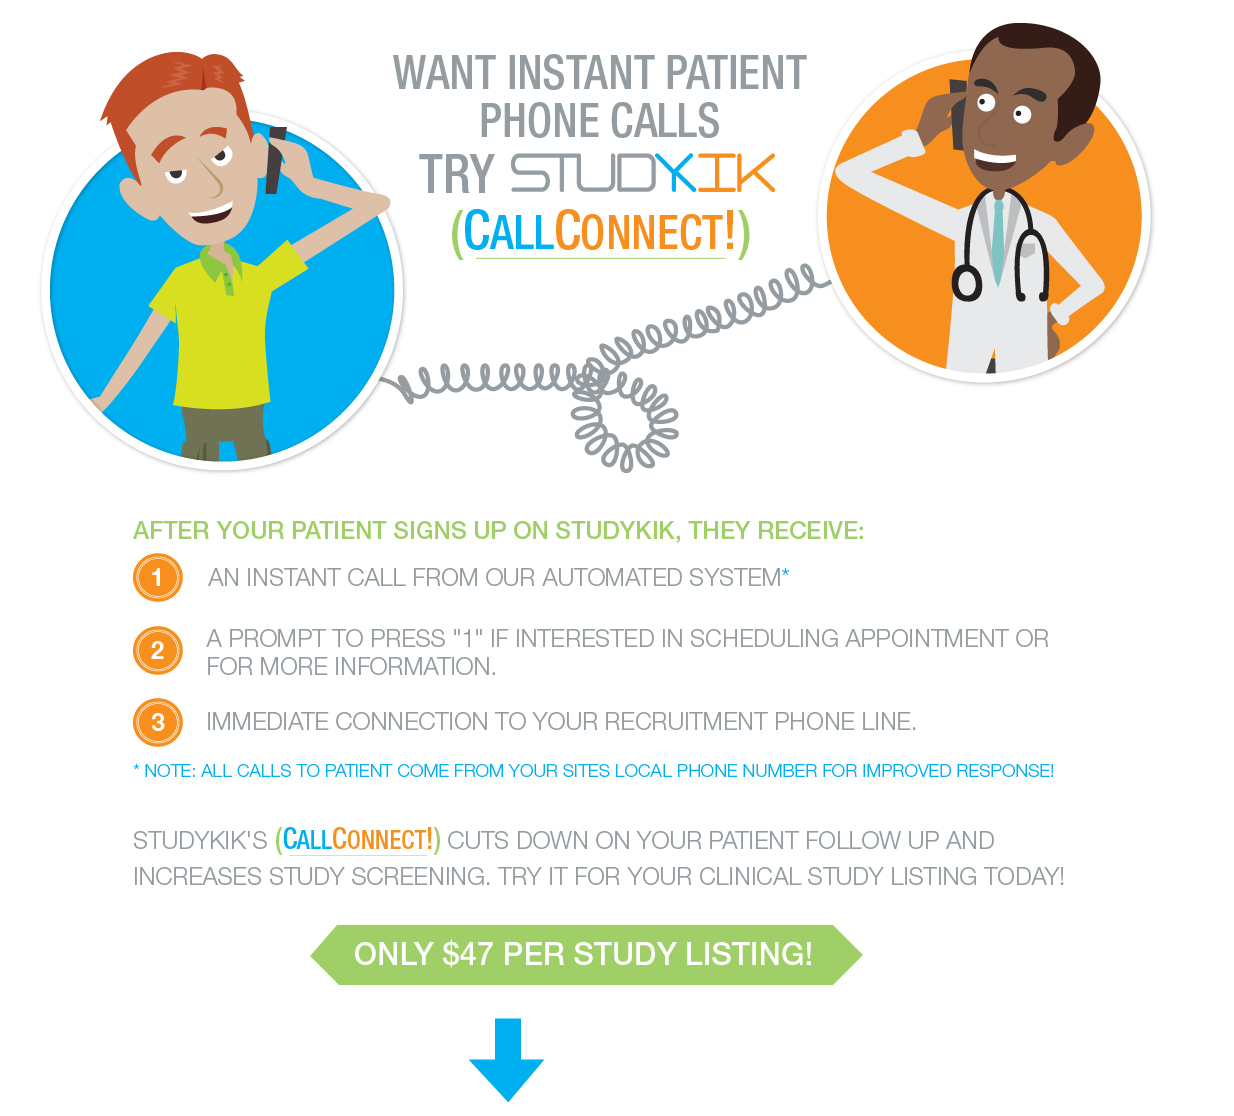 WANT INSTANT PATIENT
PHONE CALLS
TRY STUDYKIK
(CALLCONNECT!)
AFTER YOUR PATIENT SIGNS UP ON STUDYKIK, THEY RECEIVE:
1 AN INSTANT CALL FROM OUR AUTOMATED SYSTEM*
2 A PROMPT TO PRESS "1" IF INTERESTED IN SCHEDULING APPOINTMENT OR
FOR MORE INFORMATION.
3 IMMEDIATE CONNECTION TO YOUR RECRUITMENT PHONE LINE.
* NOTE: ALL CALLS TO PATIENT COME FROM YOUR SITES LOCAL PHONE NUMBER FOR IMPROVED RESPONSE!
STUDYKIK'S (CALLCONNECT!) CUTS DOWN ON YOUR PATIENT FOLLOW UP AND
INCREASES STUDY SCREENING. TRY IT FOR YOUR CLINICAL STUDY LISTING TODAY!
ONLY $47 PER STUDY LISTING!